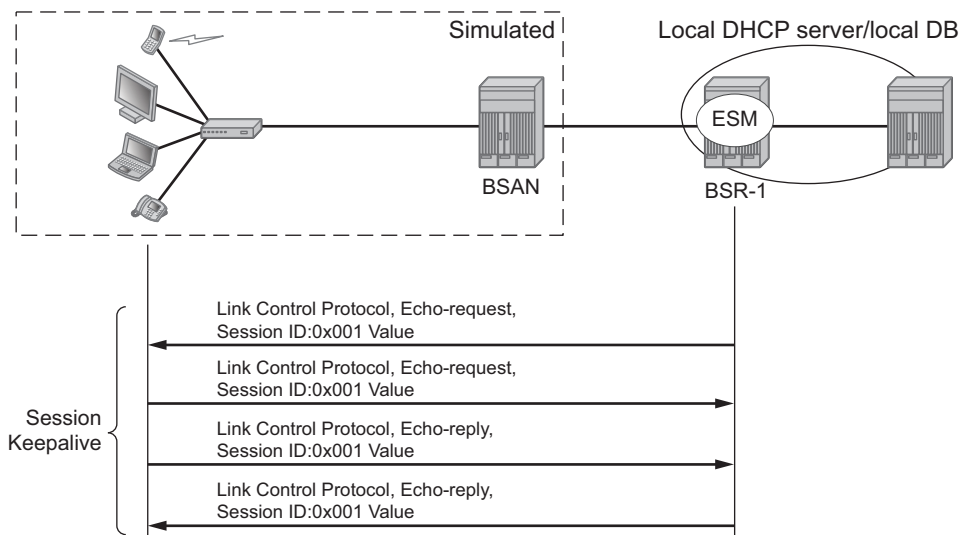 Simulated
Local DHCP server/local DB
ESM
BSAN
BSR-1
Link Control Protocol, Echo-request,
Session ID:0x001 Value
Link Control Protocol, Echo-request,
Session ID:0x001 Value
Session
Keepalive
Link Control Protocol, Echo-reply,
Session ID:0x001 Value
Link Control Protocol, Echo-reply,
Session ID:0x001 Value